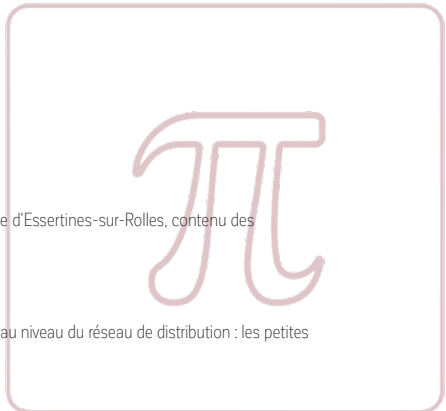 e d'Essertines-sur-Rolles, contenu des
au niveau du réseau de distribution : les petites